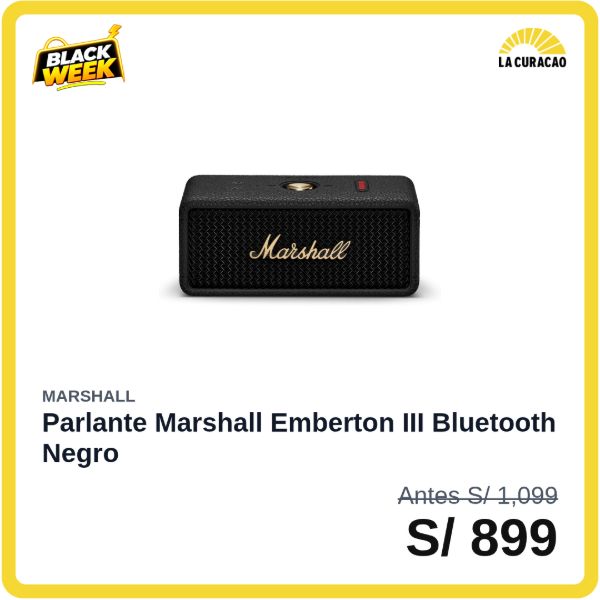 BLACK
WEEK
LA CURACAO
Marshall
MARSHALL
Parlante Marshall Emberton III Bluetooth
Negro
Antes S/ 1,099
S/ 899